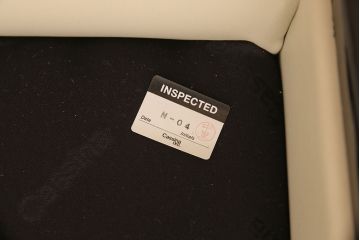 INSPECTED
N-04
Date Initials
Cassina